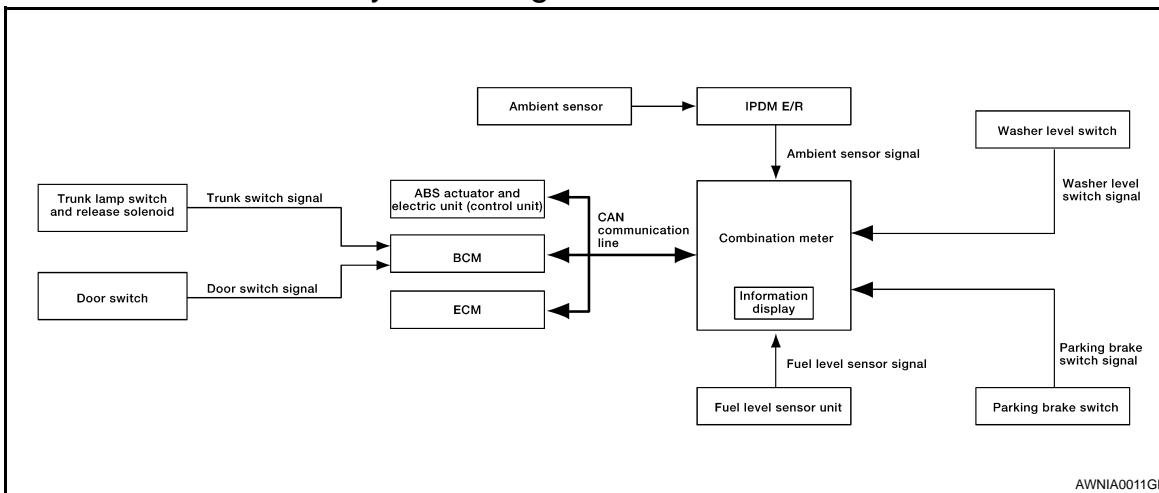 Ambient sensor
IPDM E/R
Washer level switch
Ambient sensor signal
Trunk lamp switch
and release solenoid
Trunk switch signal
ABS actuator and
electric unit (control unit)
CAN
communication
line
Washer level
switch signal
Combination meter
BCM
Door switch
Door switch signal
ECM
Information
display
Fuel level sensor signal
Parking brake
switch signal
Fuel level sensor unit
Parking brake switch